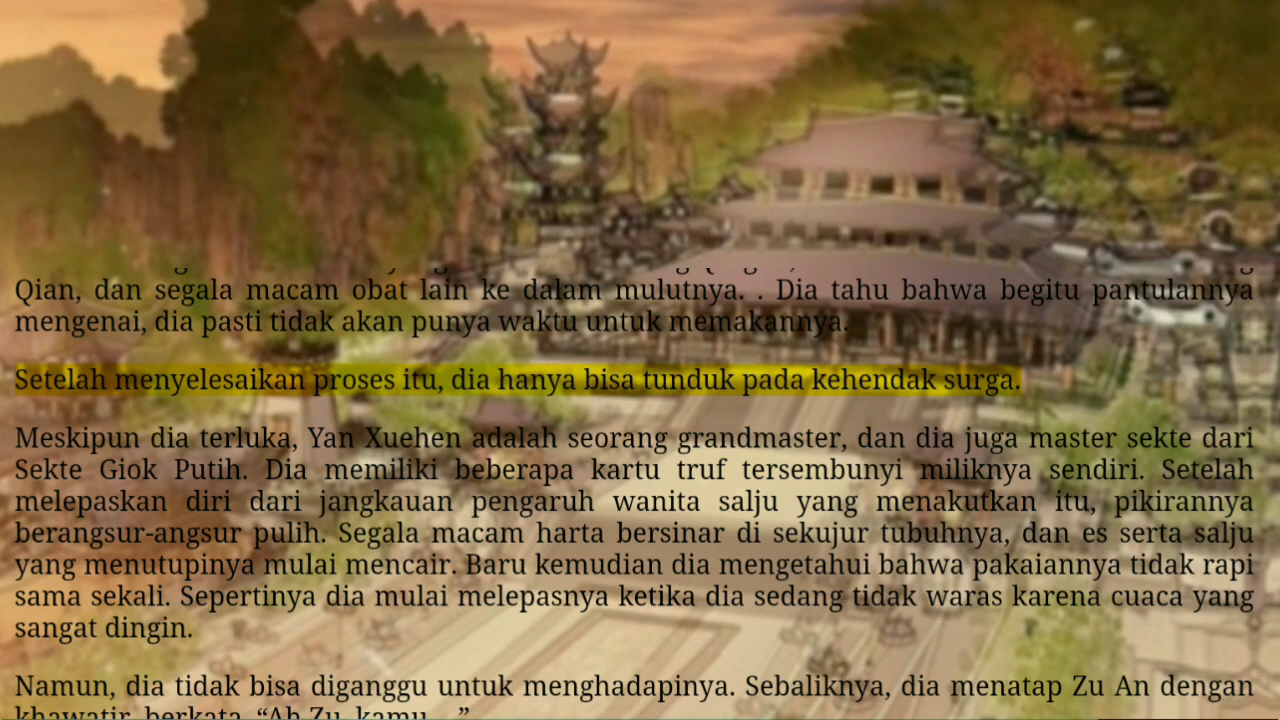 Qian, dan segala macam obat lain ke dalam mulutnya. . Dia tahu bahwa begitu pantulannya
mengenai, dia pasti tidak akan punya waktu untuk memakannya.
Setelah menyelesaikan proses itu, dia hanya bisa tunduk pada kehendak surga.
Meskipun dia terluka, Yan Xuehen adalah seorang grandmaster, dan dia juga master sekte dari
Sekte Giok Putih. Dia memiliki beberapa kartu truf tersembunyi miliknya sendiri. Setelah
melepaskan diri dari jangkauan pengaruh wanita salju yang menakutkan itu, pikirannya
berangsur-angsur pulih. Segala macam harta bersinar di sekujur tubuhnya, dan es serta salju
yang menutupinya mulai mencair. Baru kemudian dia mengetahui bahwa pakaiannya tidak rapi
sama sekali. Sepertinya dia mulai melepasnya ketika dia sedang tidak waras karena cuaca yang
sangat dingin.
Namun, dia tidak bisa diganggu untuk menghadapinya. Sebaliknya, dia menatap Zu An dengan
khawatir, berkata, “Ah Zu, kamu…”